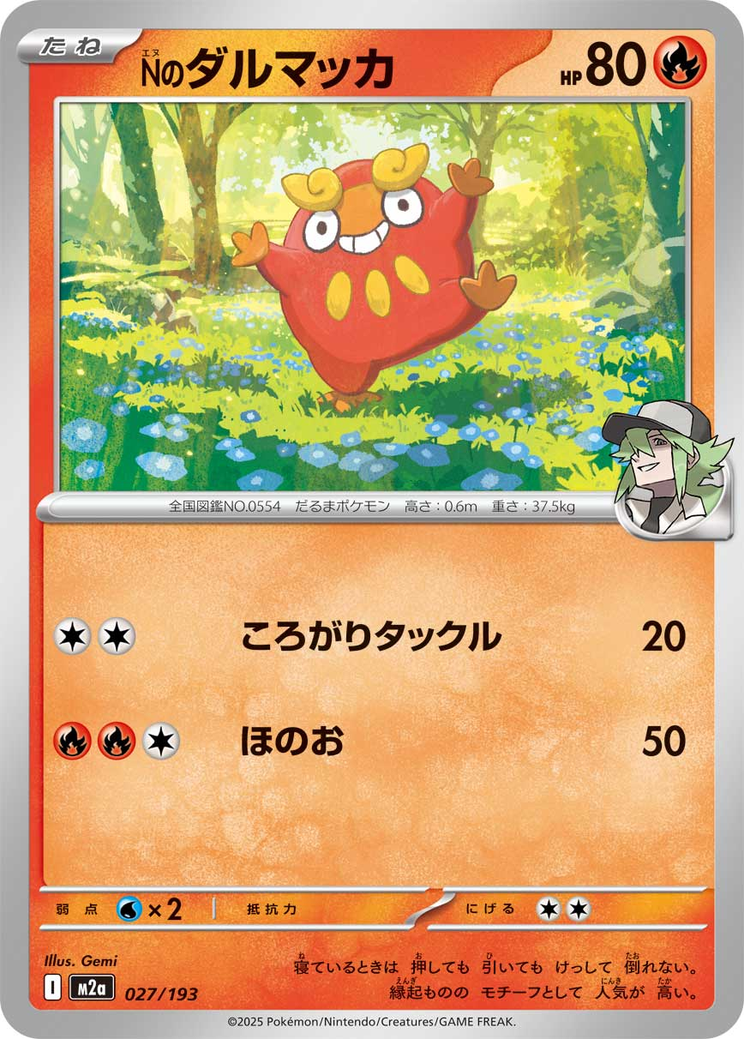 たね
NのダルマッカHP80
エヌ
全国図鑑NO.0554 だるまポケモン 高さ：0.6m 重さ：37.5kg
ころがりタックル 20
ほのお 50
弱点 ×2 抵抗力 にげる
Illus. Gemi
I m2a 027/193
寝ているときは 押しても 引いても けっして 倒れない。
縁起ものの モチーフとして 人気が 高い。
©2025 Pokémon/Nintendo/Creatures/GAME FREAK.